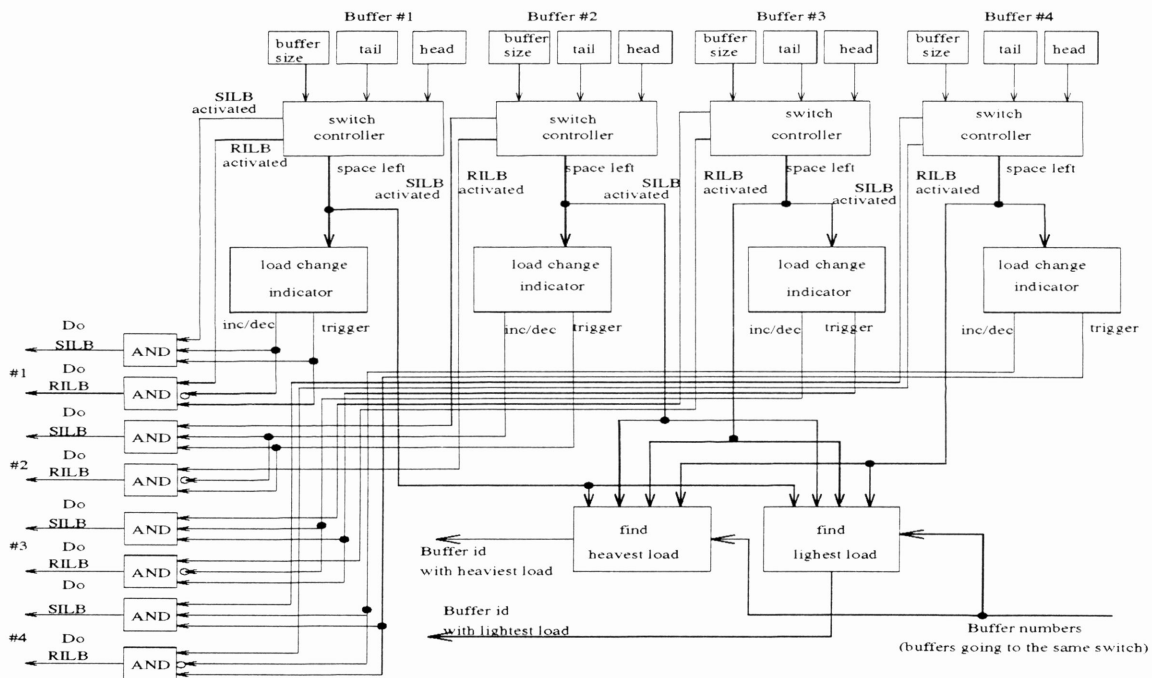 Buffer #1 Buffer #2 Buffer #3 Buffer #4
buffer size tail head buffer size tail head buffer size tail head buffer size tail head
SILB activated
switch controller
switch controller
switch controller
switch controller
RILB activated
space left
SILB activated
RILB activated
space left
SILB activated
RILB activated
space left
SILB activated
RILB activated
space left
load change indicator
load change indicator
load change indicator
load change indicator
inc/dec trigger
inc/dec trigger
inc/dec trigger
inc/dec trigger
#1
Do SILB AND
Do RILB AND
#2
Do SILB AND
Do RILB AND
#3
Do SILB AND
Do RILB AND
#4
Do SILB AND
Do RILB AND
find heavest load
find lighest load
Buffer id with heaviest load
Buffer id with lightest load
Buffer numbers
(buffers going to the same switch)